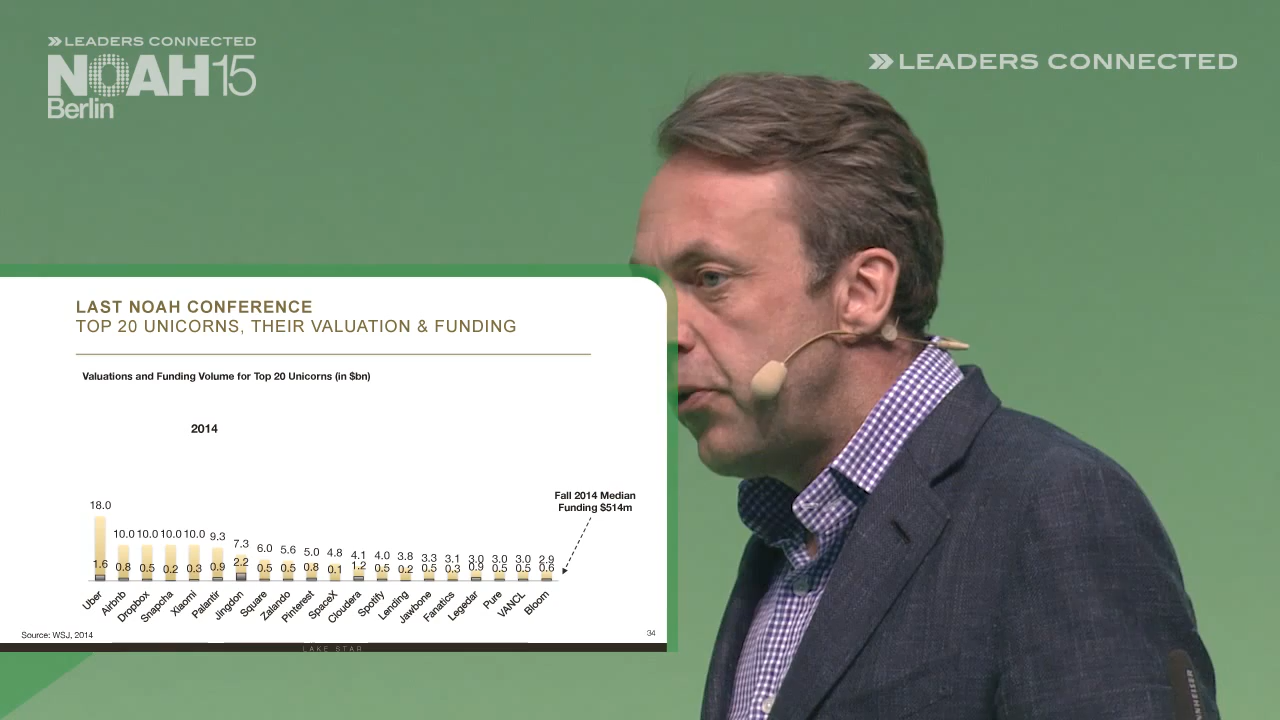 LEADERS CONNECTED
NOAH15
Berlin
LEADERS CONNECTED
LAST NOAH CONFERENCE
TOP 20 UNICORNS, THEIR VALUATION & FUNDING
Valuations and Funding Volume for Top 20 Unicorns (in $bn)
2014
Fall 2014 Median
Funding $514m
18.0 10.0 10.0 10.0 10.0 9.3 7.3 6.0 5.6 5.0 4.8 4.1 4.0 3.8 3.3 3.1 3.0 3.0 3.0 2.9
1.6 0.8 0.5 0.2 0.3 0.9 2.2 0.5 0.5 0.8 0.1 1.2 0.5 0.2 0.5 0.3 0.9 0.5 0.5 0.6
Uber Airbnb Dropbox Snapcha Xiaomi Palantir Jingdon Square Zalando Pinterest SpaceX Cloudera Spotify Lending Jawbone Fanatics Legedar Pure VANCL Bloom
Source: WSJ, 2014
34
LAKE STAR